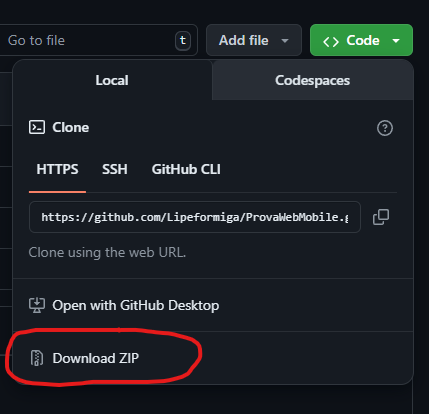 Go to file t Add file <> Code
Local Codespaces
Clone
HTTPS SSH GitHub CLI
https://github.com/Lipeformiga/ProvaWebMobile.g
Clone using the web URL.
Open with GitHub Desktop
Download ZIP